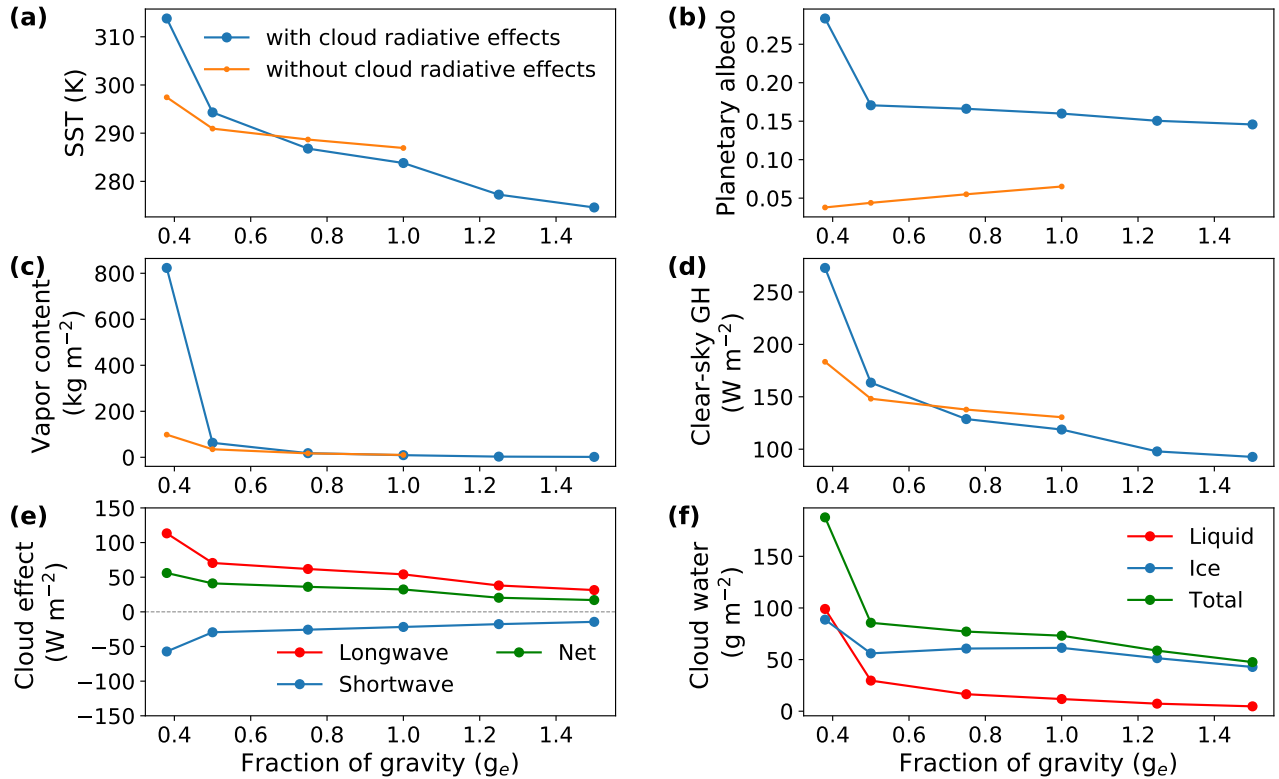 (a)
SST (K)
310
300
290
280
with cloud radiative effects
without cloud radiative effects
0.4 0.6 0.8 1.0 1.2 1.4
(b)
Planetary albedo
0.25
0.20
0.15
0.10
0.05
0.4 0.6 0.8 1.0 1.2 1.4
(c)
Vapor content
(kg m−2)
800
600
400
200
0
0.4 0.6 0.8 1.0 1.2 1.4
(d)
Clear-sky GH
(W m−2)
250
200
150
100
0.4 0.6 0.8 1.0 1.2 1.4
(e)
Cloud effect
(W m−2)
150
100
50
0
−50
−100
−150
Longwave
Shortwave
Net
0.4 0.6 0.8 1.0 1.2 1.4
Fraction of gravity (ge)
(f)
Cloud water
(g m−2)
150
100
50
0
Liquid
Ice
Total
0.4 0.6 0.8 1.0 1.2 1.4
Fraction of gravity (ge)